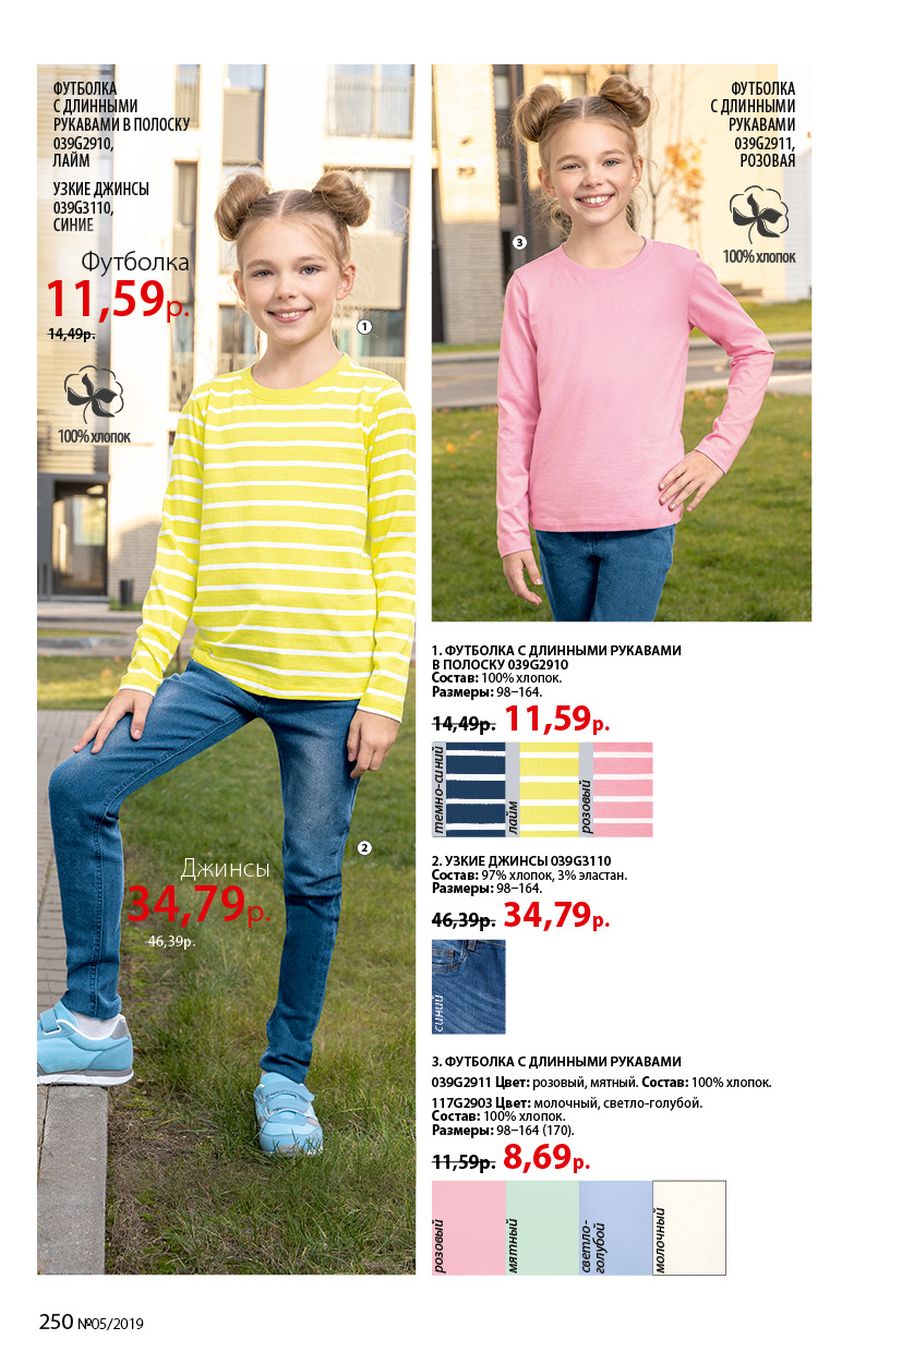 ФУТБОЛКА
С ДЛИННЫМИ
РУКАВАМИ В ПОЛОСКУ
039G2910,
ЛАЙМ
УЗКИЕ ДЖИНСЫ
039G3110,
СИНИЕ
Футболка
11,59р.
14,49р.
100% хлопок
1
2
Джинсы
34,79р.
46,39р.
ФУТБОЛКА
С ДЛИННЫМИ
РУКАВАМИ
039G2911,
РОЗОВАЯ
100% хлопок
3
1. ФУТБОЛКА С ДЛИННЫМИ РУКАВАМИ
В ПОЛОСКУ 039G2910
Состав: 100% хлопок.
Размеры: 98–164.
14,49р. 11,59р.
темно-синий
лайм
розовый
2. УЗКИЕ ДЖИНСЫ 039G3110
Состав: 97% хлопок, 3% эластан.
Размеры: 98–164.
46,39р. 34,79р.
синий
3. ФУТБОЛКА С ДЛИННЫМИ РУКАВАМИ
039G2911 Цвет: розовый, мятный. Состав: 100% хлопок.
117G2903 Цвет: молочный, светло-голубой.
Состав: 100% хлопок.
Размеры: 98–164 (170).
11,59р. 8,69р.
розовый
мятный
светло-
голубой
молочный
250 №05/2019